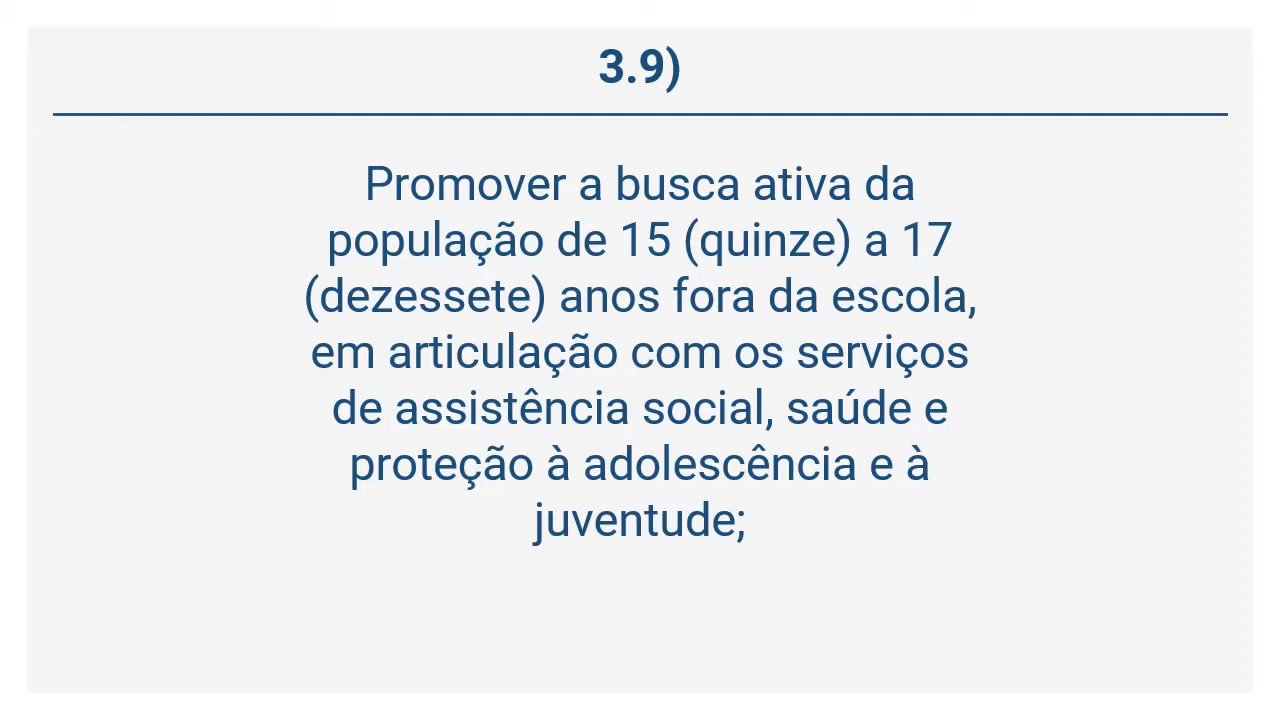 3.9)
Promover a busca ativa da
população de 15 (quinze) a 17
(dezessete) anos fora da escola,
em articulação com os serviços
de assistência social, saúde e
proteção à adolescência e à
juventude;